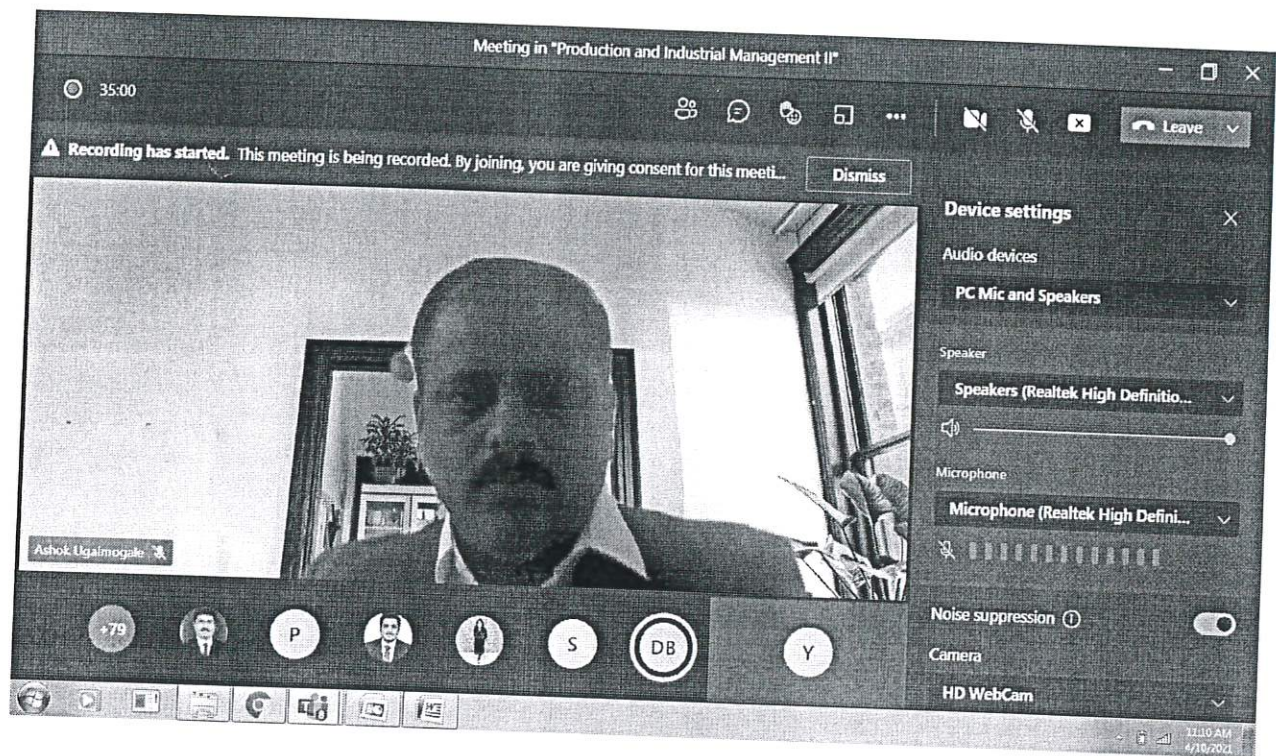 Meeting in "Production and Industrial Management II"
35:00
Leave
Recording has started. This meeting is being recorded. By joining, you are giving consent for this meeti...
Dismiss
Device settings
Audio devices
PC Mic and Speakers
Speaker
Speakers (Realtek High Definitio...
Microphone
Microphone (Realtek High Defini...
Ashok Ugalmogale
Noise suppression
Camera
HD WebCam
+79
P
S
DB
Y
11:10 AM
4/10/2021